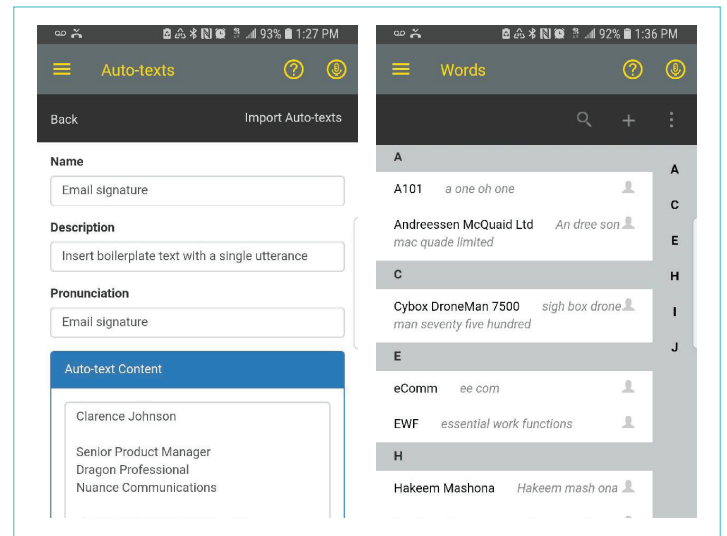 93% 1:27 PM
Auto-texts
Back Import Auto-texts
Name
Email signature
Description
Insert boilerplate text with a single utterance
Pronunciation
Email signature
Auto-text Content
Clarence Johnson
Senior Product Manager
Dragon Professional
Nuance Communications
92% 1:36 PM
Words
A
A101 a one oh one
Andreessen McQuaid Ltd An dree son
mac quade limited
C
Cybox DroneMan 7500 sigh box drone
man seventy five hundred
E
eComm ee com
EWF essential work functions
H
Hakeem Mashona Hakeem mash ona
A
C
E
H
I
J